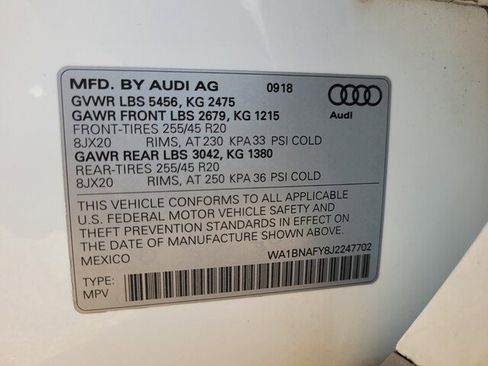 MFD. BY AUDI AG 0918
GVWR LBS 5456, KG 2475
GAWR FRONT LBS 2679, KG 1215
FRONT-TIRES 255/45 R20
8JX20 RIMS, AT 230 KPA 33 PSI COLD
GAWR REAR LBS 3042, KG 1380
REAR-TIRES 255/45 R20
8JX20 RIMS, AT 250 KPA 36 PSI COLD
Audi
THIS VEHICLE CONFORMS TO ALL APPLICABLE
U.S. FEDERAL MOTOR VEHICLE SAFETY AND
THEFT PREVENTION STANDARDS IN EFFECT ON THE
DATE OF MANUFACTURE SHOWN ABOVE.
MEXICO WA1BNAFY8J2247702
TYPE:
MPV